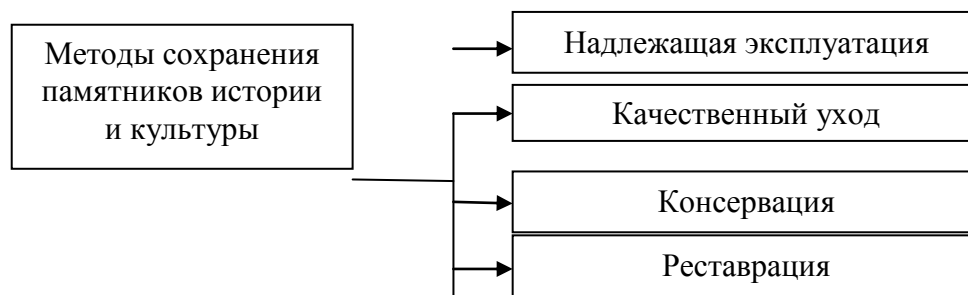 Методы сохранения
памятников истории
и культуры
Надлежащая эксплуатация
Качественный уход
Консервация
Реставрация